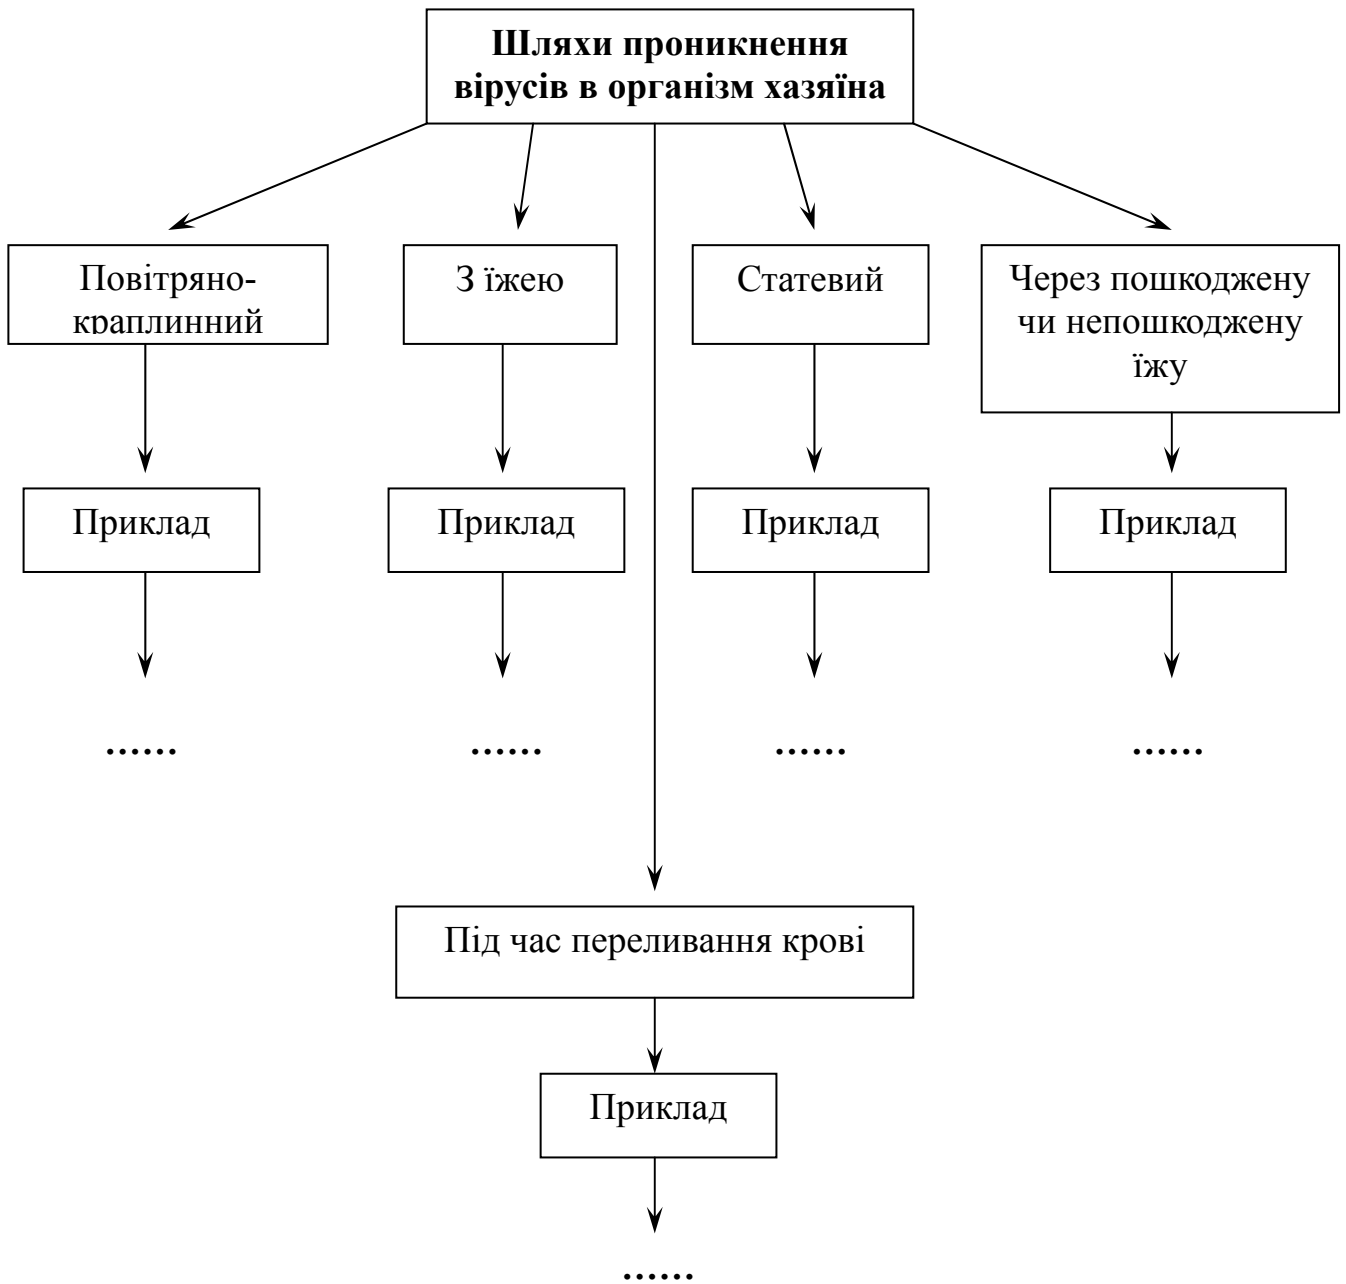 Шляхи проникнення
вірусів в організм хазяїна
Повітряно-
краплинний
З їжею
Статевий
Через пошкоджену
чи непошкоджену
їжу
Приклад
Приклад
Приклад
Приклад
......
......
......
......
Під час переливання крові
Приклад
......